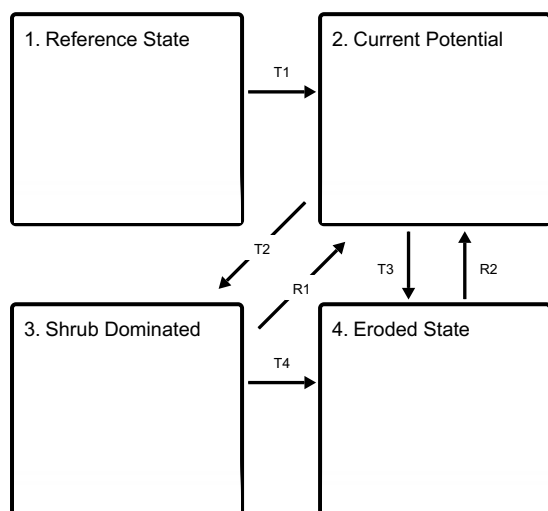 1. Reference State
T1
2. Current Potential
T2
R1
T3
R2
3. Shrub Dominated
T4
4. Eroded State